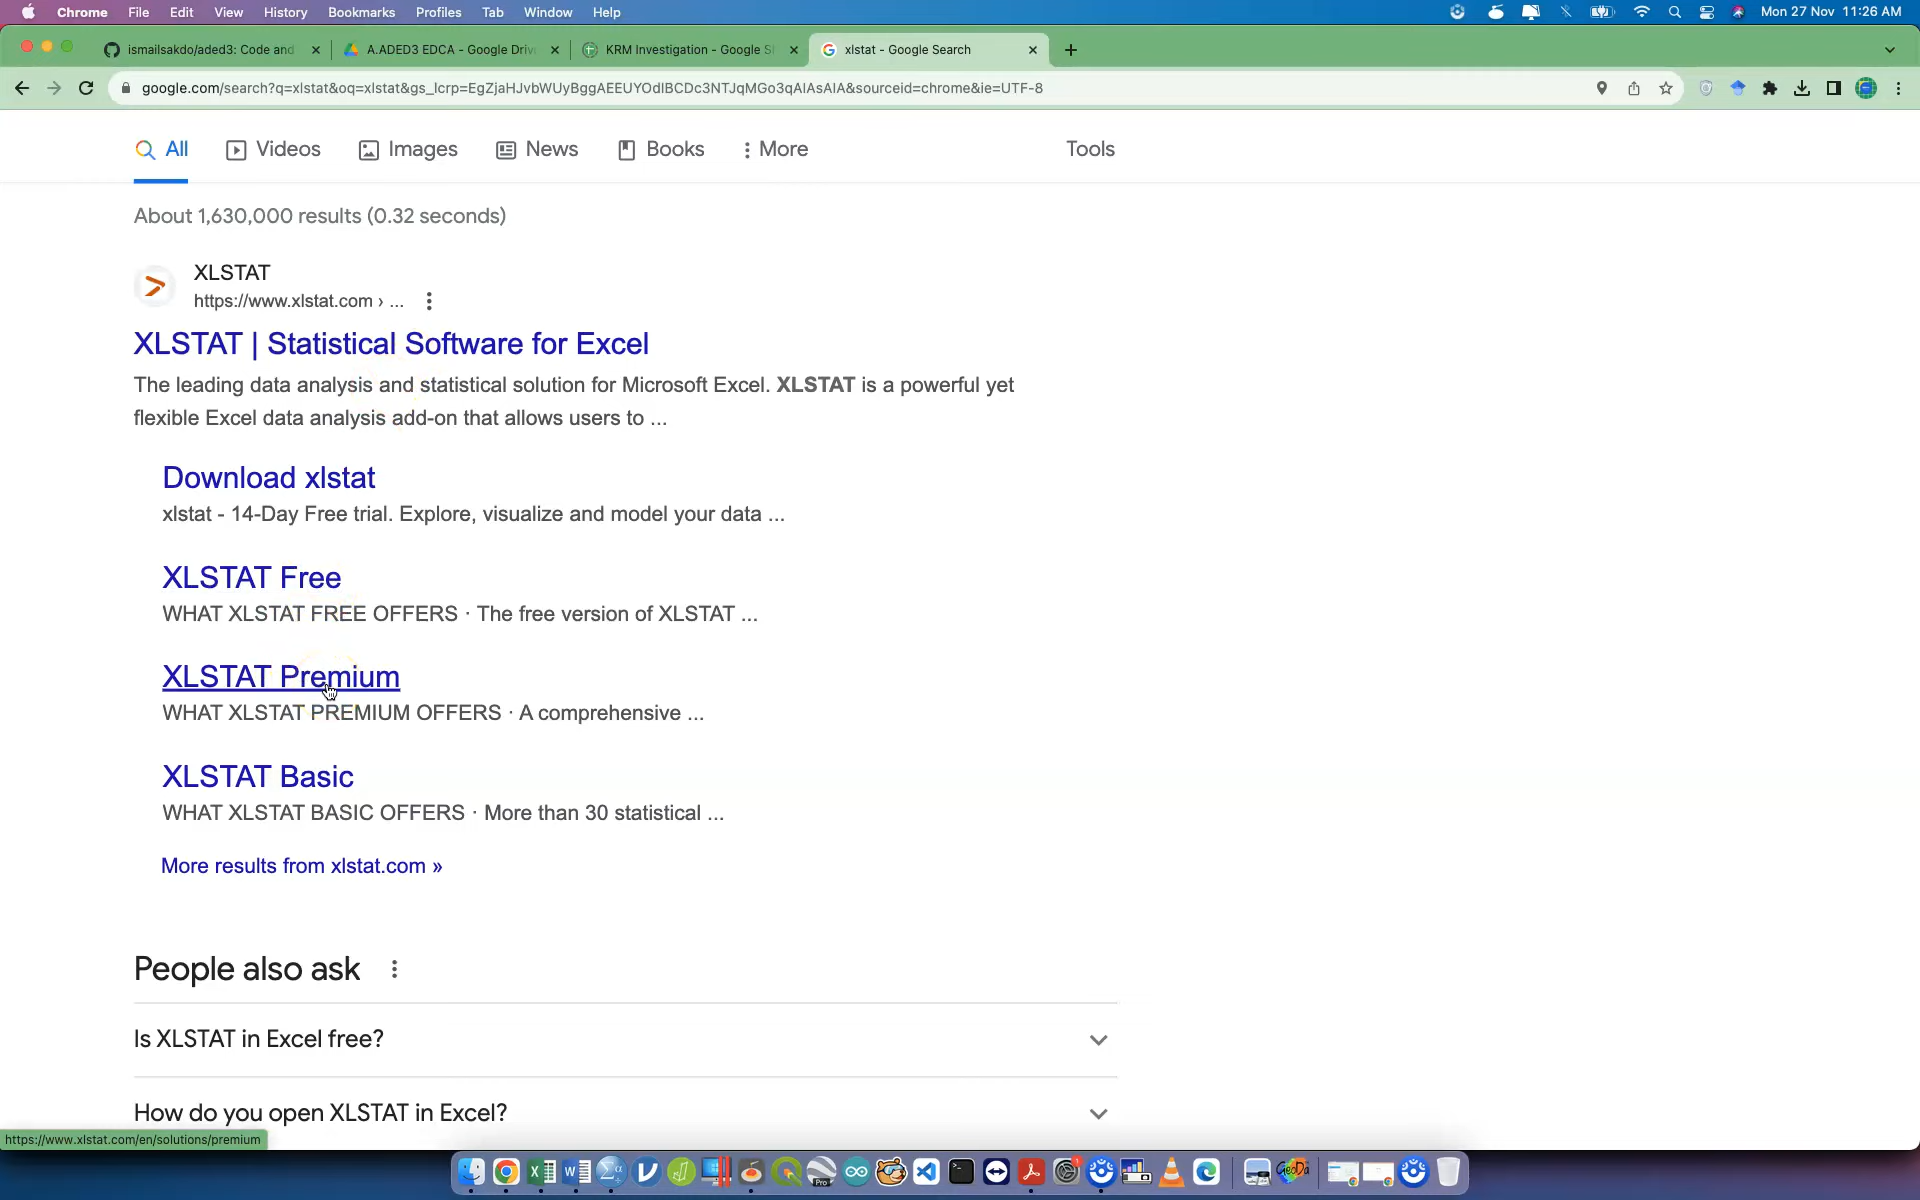 Chrome File Edit View History Bookmarks Profiles Tab Window Help Mon 27 Nov 11:26 AM
ismailsakdo/aded3: Code and A.ADED3 EDCA - Google Driv KRM Investigation - Google S xlstat - Google Search
google.com/search?q=xlstat&oq=xlstat&gs_lcrp=EgZjaHJvbWUyBggAEEUYOdIBCDc3NTJqMGo3qAIAsAIA&sourceid=chrome&ie=UTF-8
All Videos Images News Books More Tools
About 1,630,000 results (0.32 seconds)
XLSTAT
https://www.xlstat.com › ...
XLSTAT | Statistical Software for Excel
The leading data analysis and statistical solution for Microsoft Excel. XLSTAT is a powerful yet
flexible Excel data analysis add-on that allows users to ...
Download xlstat
xlstat - 14-Day Free trial. Explore, visualize and model your data ...
XLSTAT Free
WHAT XLSTAT FREE OFFERS · The free version of XLSTAT ...
XLSTAT Premium
WHAT XLSTAT PREMIUM OFFERS · A comprehensive ...
XLSTAT Basic
WHAT XLSTAT BASIC OFFERS · More than 30 statistical ...
More results from xlstat.com »
People also ask
Is XLSTAT in Excel free?
How do you open XLSTAT in Excel?
https://www.xlstat.com/en/solutions/premium
Pro GeoDa